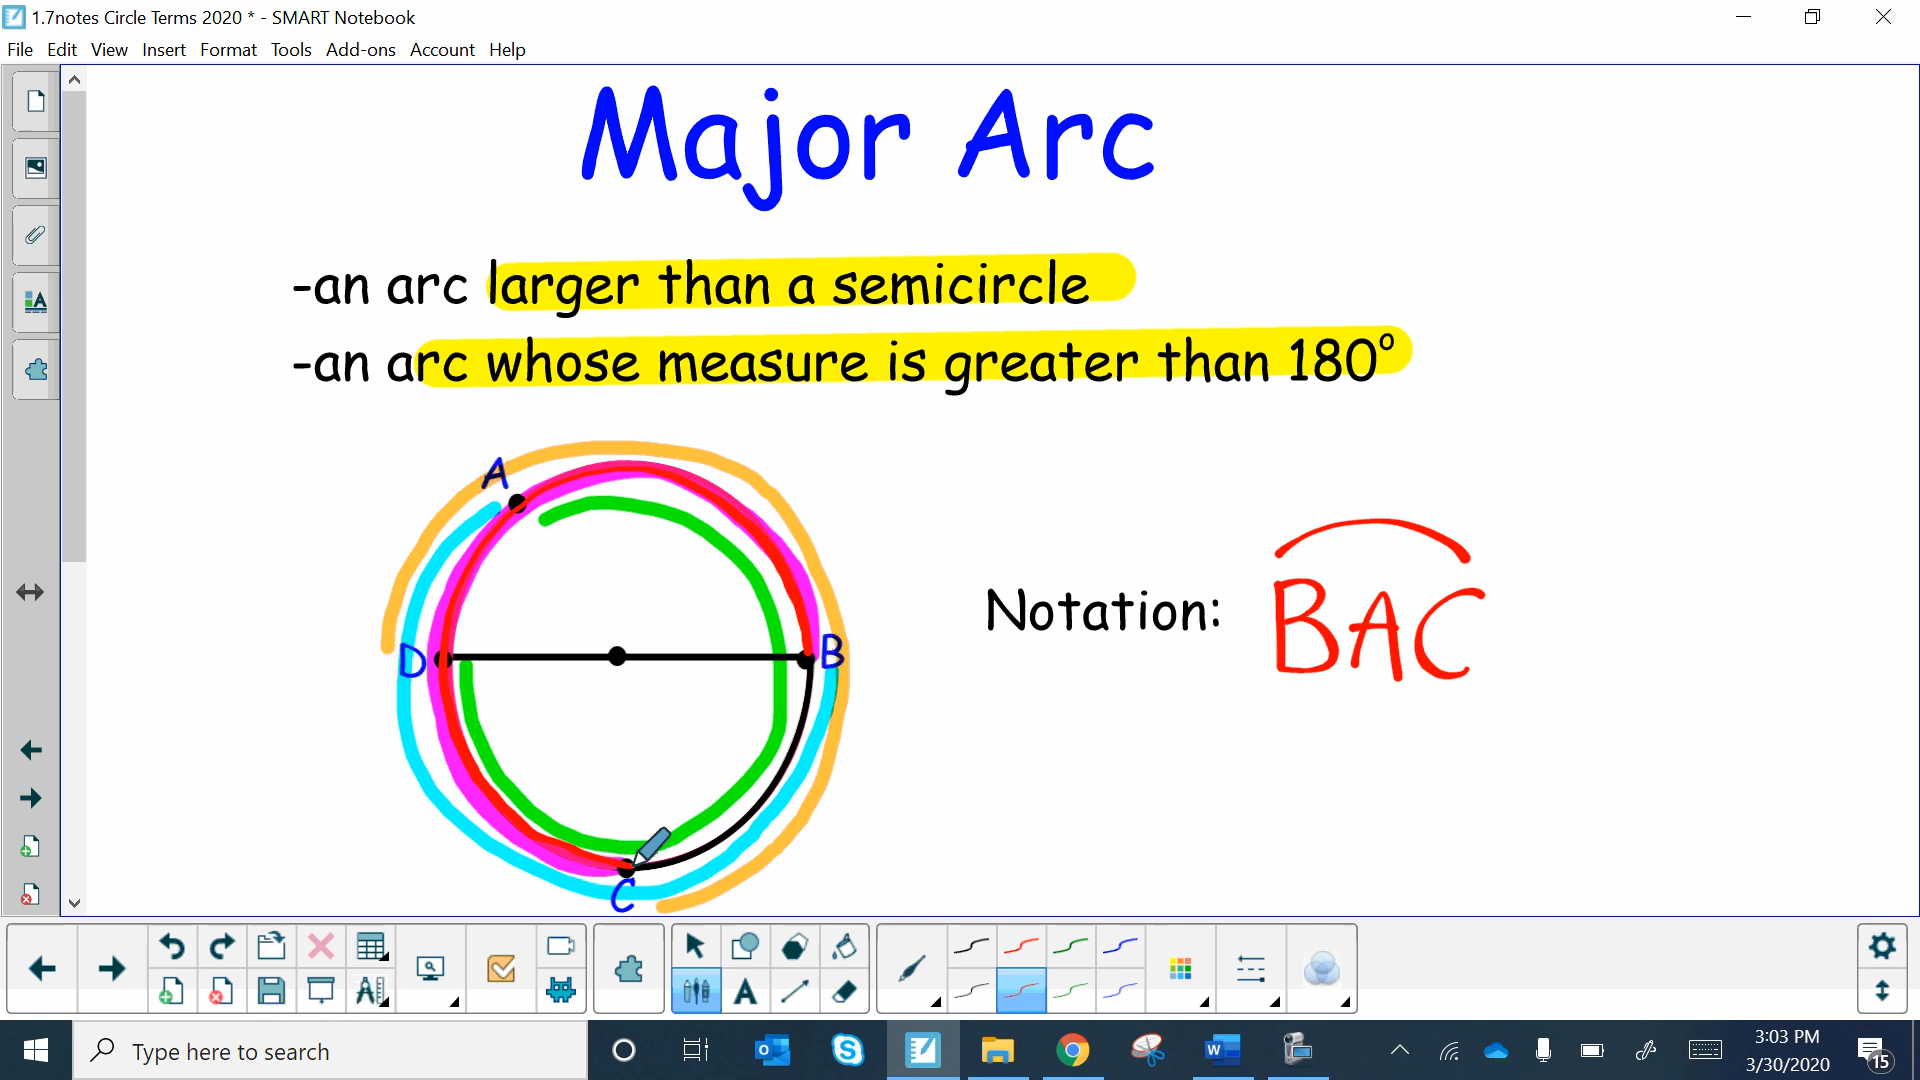 1.7notes Circle Terms 2020 * - SMART Notebook
File Edit View Insert Format Tools Add-ons Account Help
Major Arc
-an arc larger than a semicircle
-an arc whose measure is greater than 180°
A
D
B
C
Notation: BAC
Type here to search
3:03 PM
3/30/2020
15